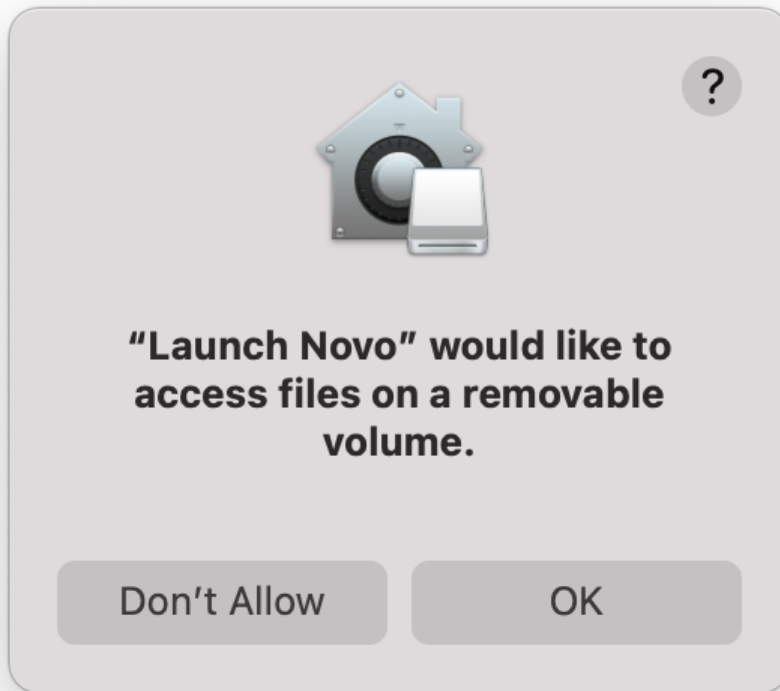 ?
“Launch Novo” would like to
access files on a removable
volume.
Don’t Allow
OK